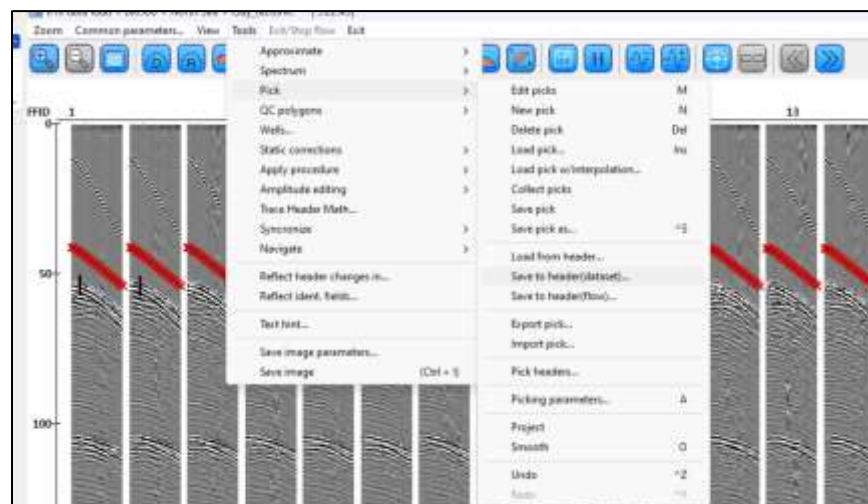 Zoom Common parameters... View Tools Exit/Stop flow Exit
Approximate
Spectrum
Pick
QC polygons
Wells...
Static corrections
Apply procedure
Amplitude editing
Trace Header Math...
Syncronize
Navigate
Reflect header changes in...
Reflect ident. fields...
Text hint...
Save image parameters...
Save image (Ctrl + I)
Edit picks M
New pick N
Delete pick Del
Load pick... Ins
Load pick w/interpolation...
Collect picks
Save pick
Save pick as... ^S
Load from header...
Save to header(dataset)...
Save to header(flow)...
Export pick...
Import pick...
Pick headers...
Picking parameters... A
Project
Smooth O
Undo ^Z
FFID 1 13
0
50
100